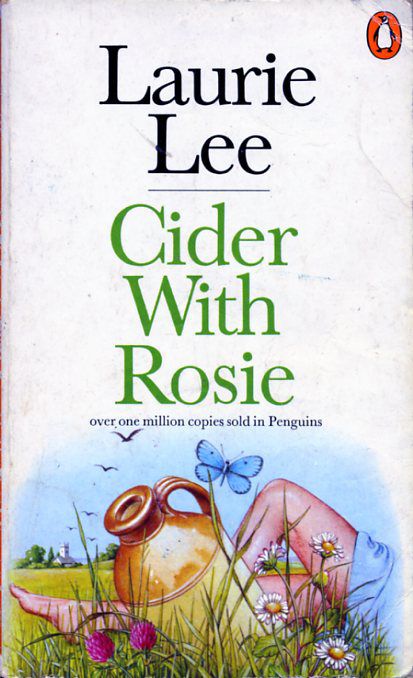 Laurie
Lee
Cider
With
Rosie
over one million copies sold in Penguins